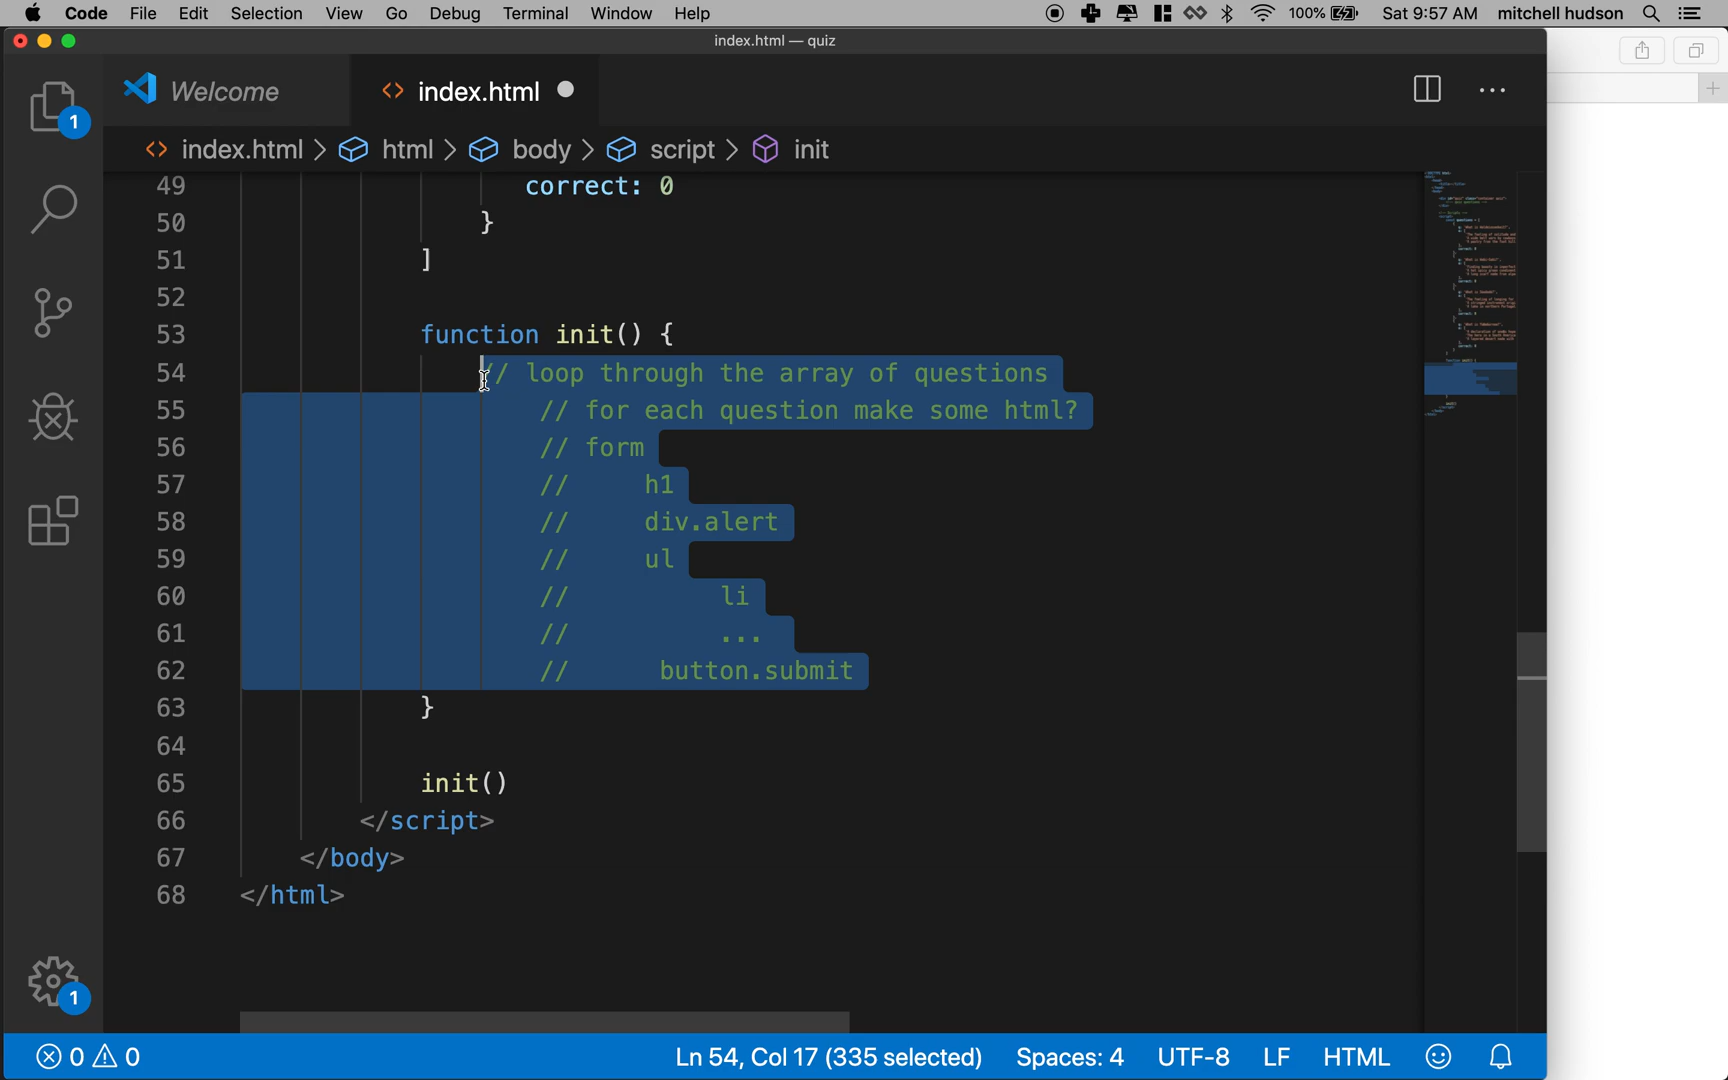 Code File Edit Selection View Go Debug Terminal Window Help 100% Sat 9:57 AM mitchell hudson
index.html — quiz
Welcome
<> index.html
1
<> index.html > html > body > script > init
49 correct: 0
50 }
51 ]
52
53 function init() {
54 // loop through the array of questions
55 // for each question make some html?
56 // form
57 // h1
58 // div.alert
59 // ul
60 // li
61 // ...
62 // button.submit
63 }
64
65 init()
66 </script>
67 </body>
68 </html>
1
0 0 Ln 54, Col 17 (335 selected) Spaces: 4 UTF-8 LF HTML